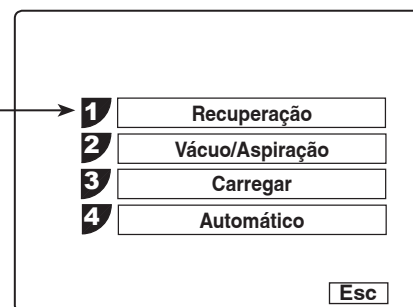 1 Recuperação
2 Vácuo/Aspiração
3 Carregar
4 Automático
Esc